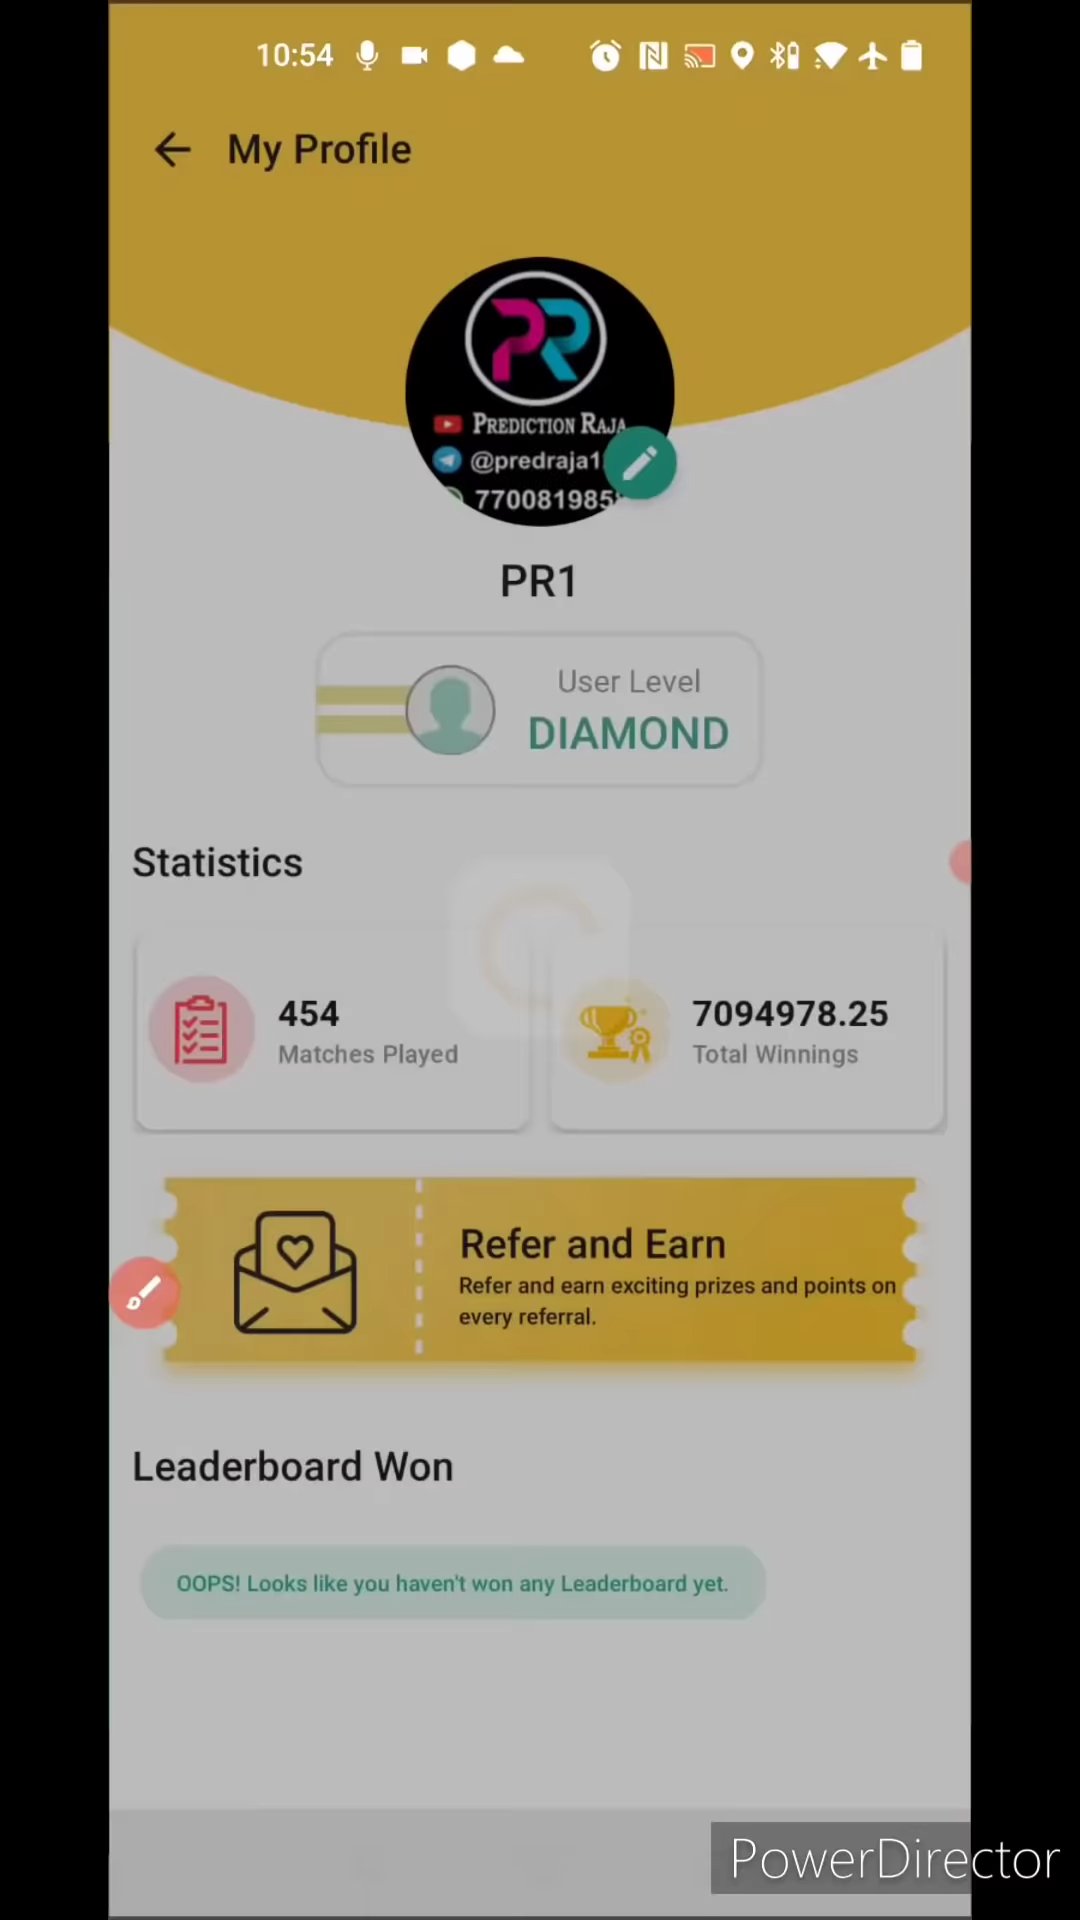 10:54
My Profile
PR
PREDICTION RAJA
@predraja1
770081985
PR1
User Level
DIAMOND
Statistics
454
Matches Played
7094978.25
Total Winnings
Refer and Earn
Refer and earn exciting prizes and points on
every referral.
Leaderboard Won
OOPS! Looks like you haven't won any Leaderboard yet.
PowerDirector